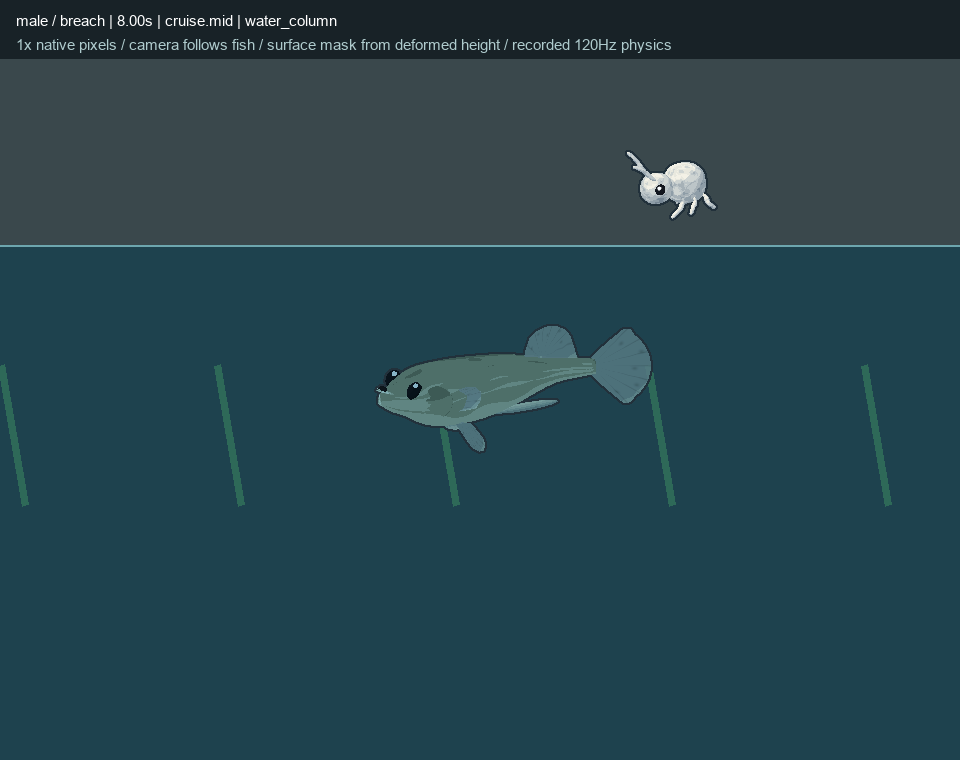 male / breach | 8.00s | cruise.mid | water_column
1x native pixels / camera follows fish / surface mask from deformed height / recorded 120Hz physics